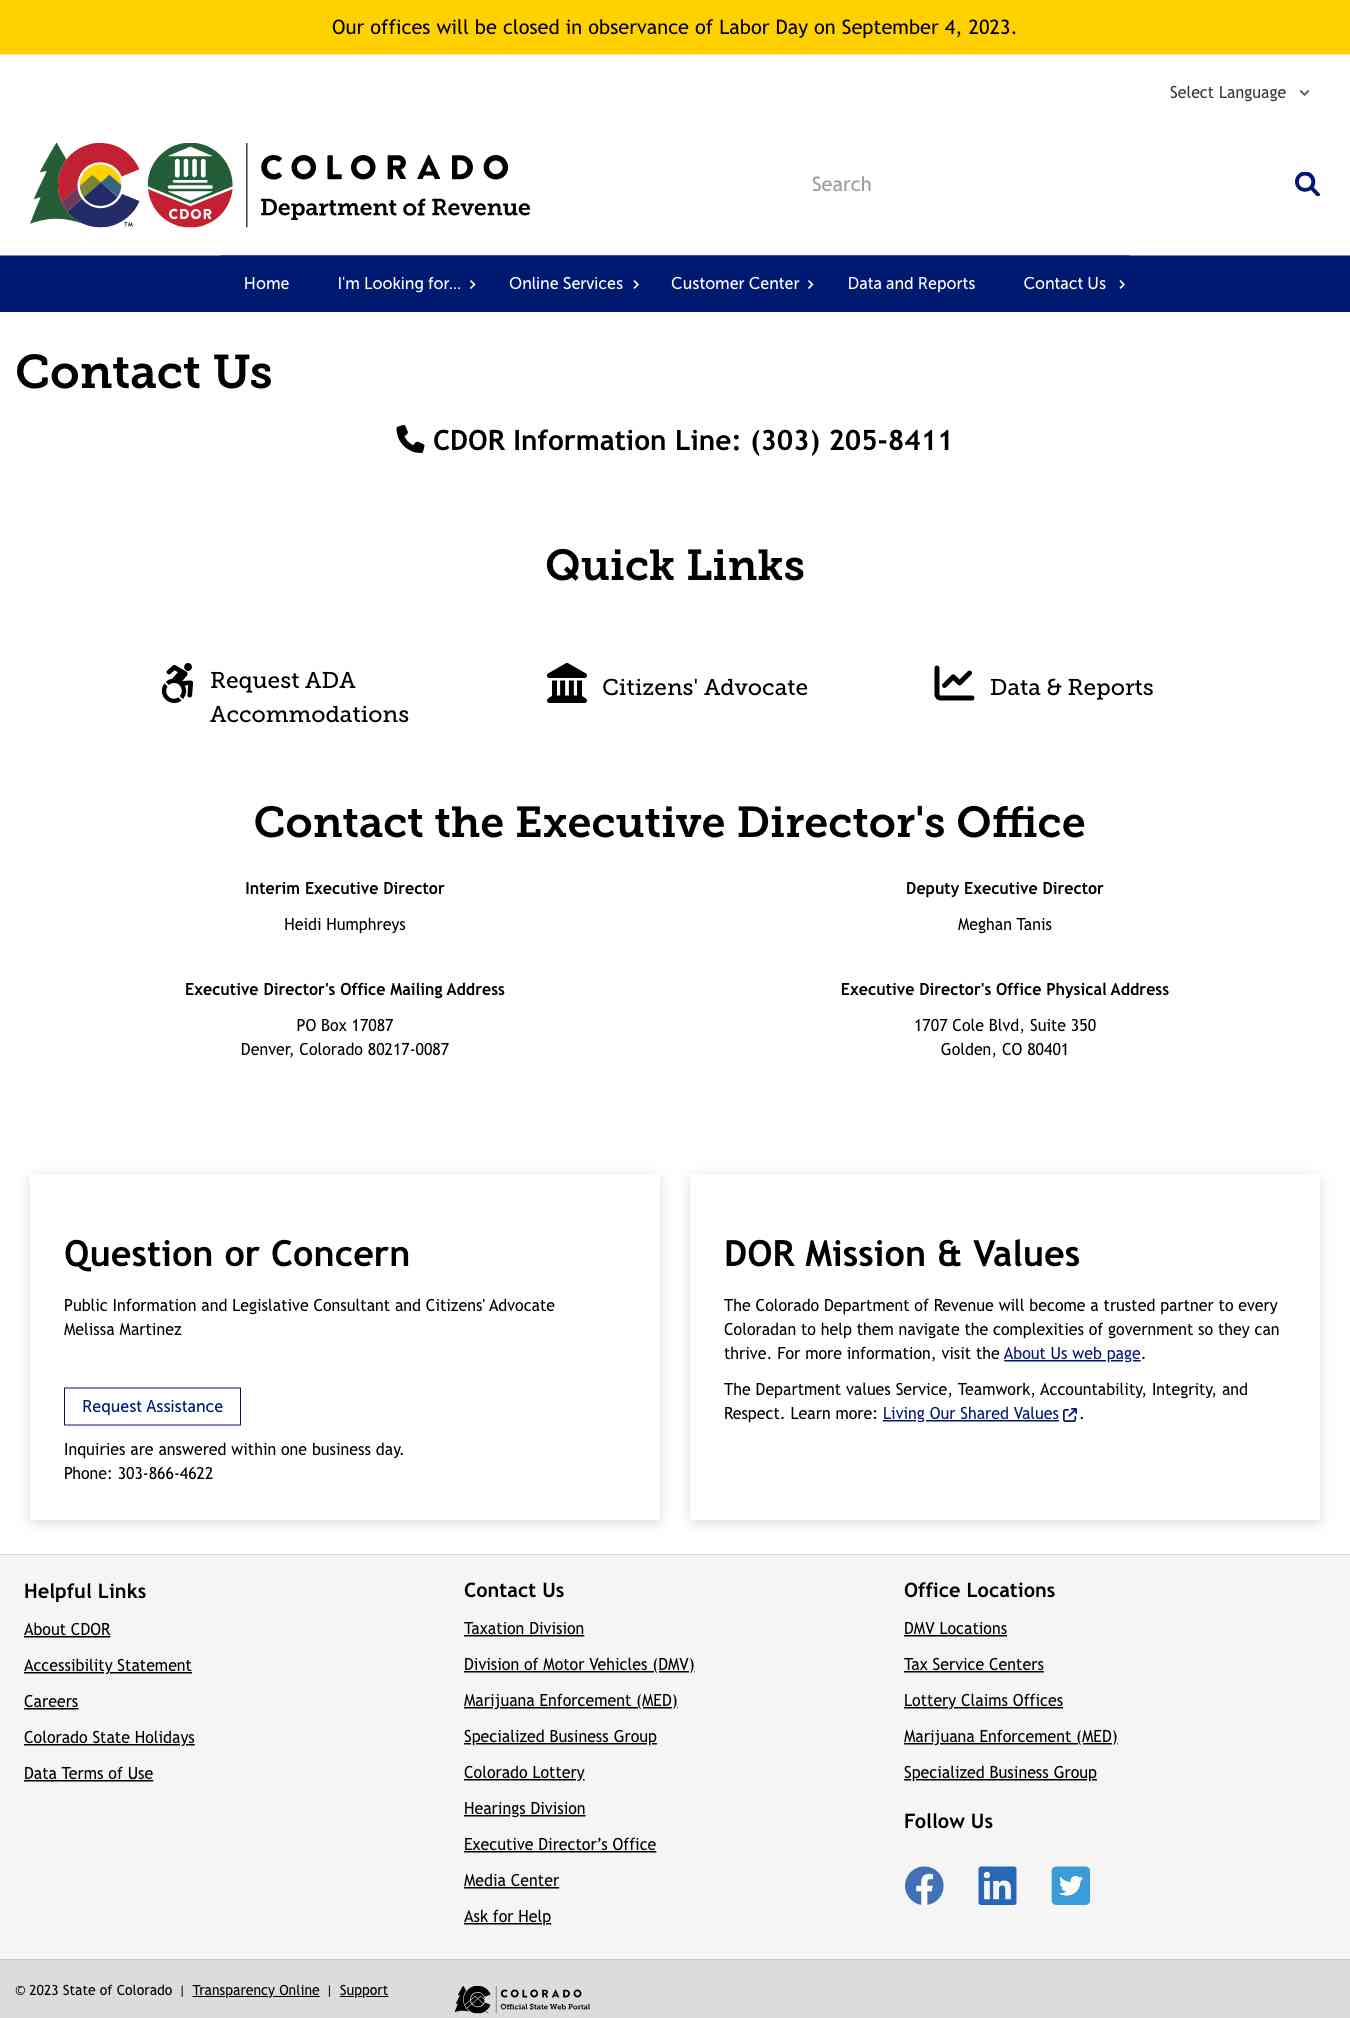 Our offices will be closed in observance of Labor Day on September 4, 2023.
Select Language
CDOR
TM
COLORADO
Department of Revenue
Search
Home
I'm Looking for...
Online Services
Customer Center
Data and Reports
Contact Us
Contact Us
CDOR Information Line: (303) 205-8411
Quick Links
Request ADA
Accommodations
Citizens' Advocate
Data & Reports
Contact the Executive Director's Office
Interim Executive Director
Heidi Humphreys
Deputy Executive Director
Meghan Tanis
Executive Director's Office Mailing Address
PO Box 17087
Denver, Colorado 80217-0087
Executive Director's Office Physical Address
1707 Cole Blvd, Suite 350
Golden, CO 80401
Question or Concern
Public Information and Legislative Consultant and Citizens' Advocate
Melissa Martinez
Request Assistance
Inquiries are answered within one business day.
Phone: 303-866-4622
DOR Mission & Values
The Colorado Department of Revenue will become a trusted partner to every
Coloradan to help them navigate the complexities of government so they can
thrive. For more information, visit the About Us web page.
The Department values Service, Teamwork, Accountability, Integrity, and
Respect. Learn more: Living Our Shared Values.
Helpful Links
About CDOR
Accessibility Statement
Careers
Colorado State Holidays
Data Terms of Use
Contact Us
Taxation Division
Division of Motor Vehicles (DMV)
Marijuana Enforcement (MED)
Specialized Business Group
Colorado Lottery
Hearings Division
Executive Director’s Office
Media Center
Ask for Help
Office Locations
DMV Locations
Tax Service Centers
Lottery Claims Offices
Marijuana Enforcement (MED)
Specialized Business Group
Follow Us
© 2023 State of Colorado | Transparency Online | Support
COLORADO
Official State Web Portal